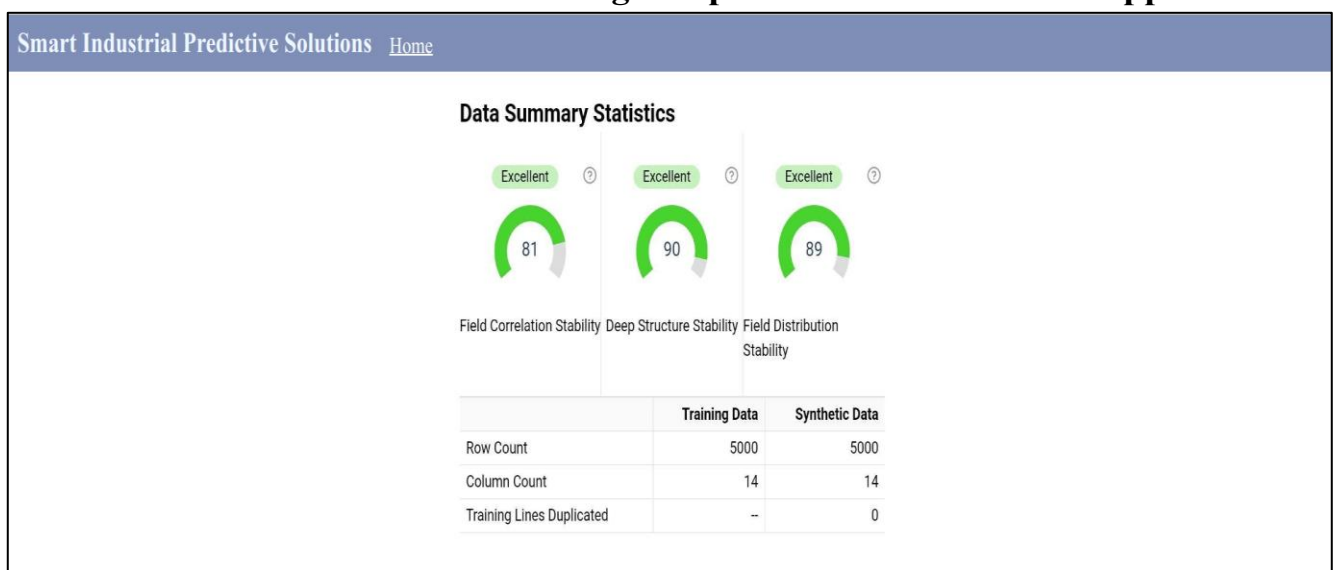 Smart Industrial Predictive Solutions Home
Data Summary Statistics
Excellent ? Excellent ? Excellent ?
81 90 89
Field Correlation Stability Deep Structure Stability Field Distribution
Stability
Training Data Synthetic Data
Row Count 5000 5000
Column Count 14 14
Training Lines Duplicated -- 0